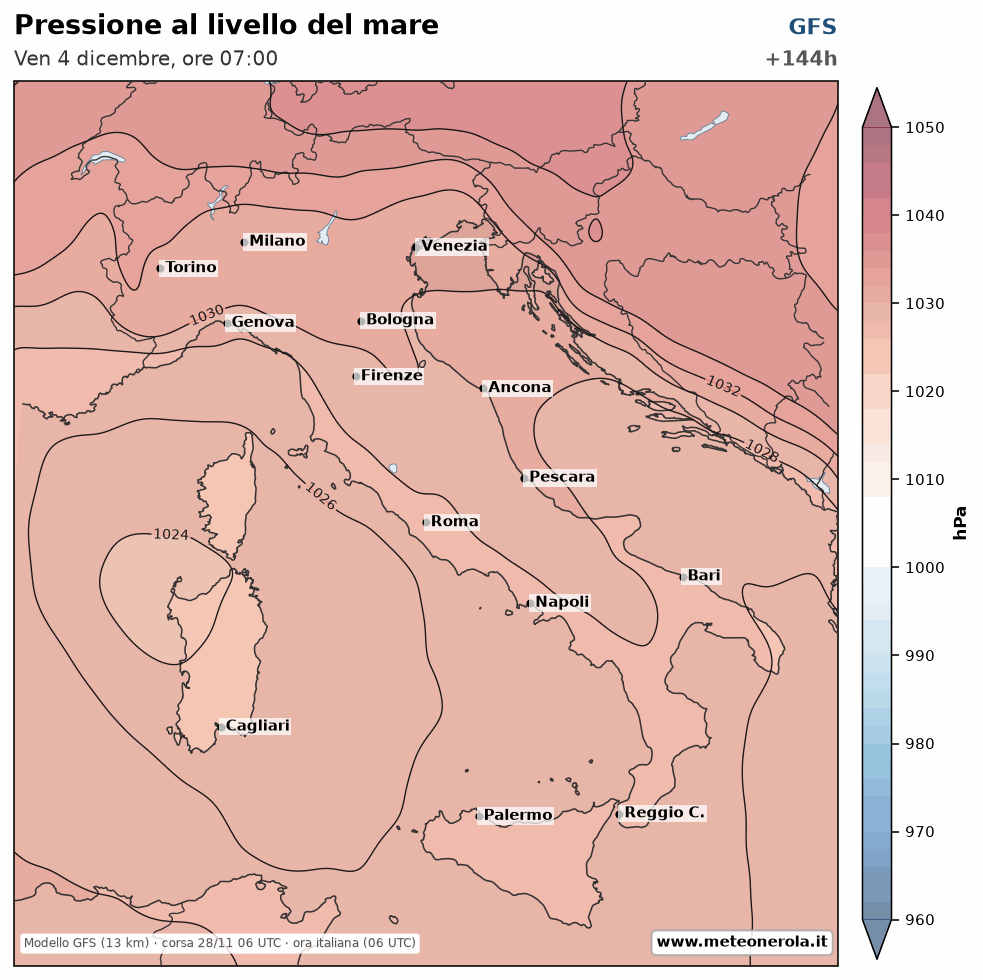 Pressione al livello del mare
GFS
Ven 4 dicembre, ore 07:00
+144h
1050
Milano
Venezia
1040
Torino
1030
1030
Genova
Bologna
Firenze
Ancona
1032
1020
1028
Pescara
1010
1026
Roma
1024
hPa
1000
Bari
Napoli
990
Cagliari
980
Palermo
Reggio C.
970
960
Modello GFS (13 km) · corsa 28/11 06 UTC · ora italiana (06 UTC)
www.meteonerola.it